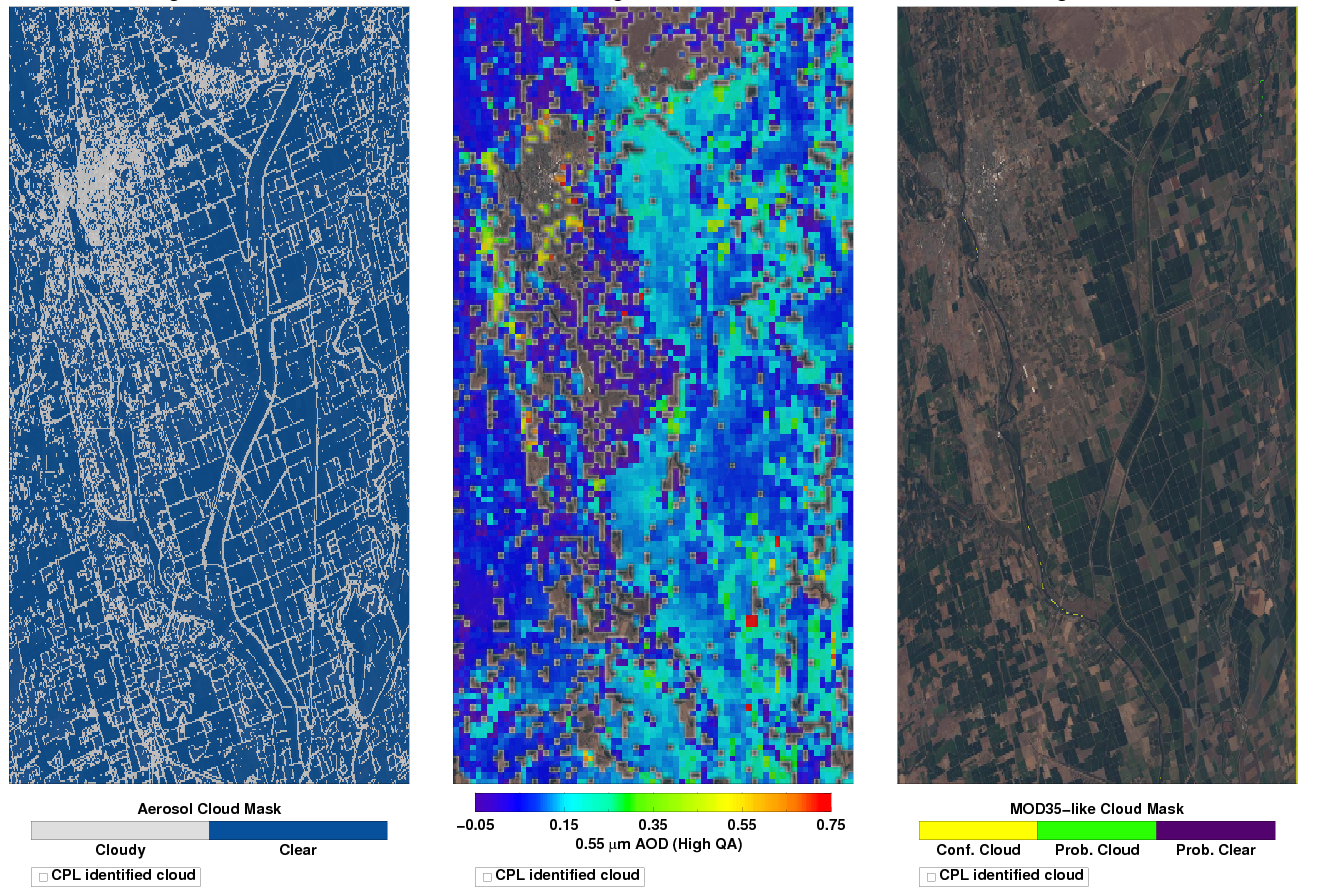 Aerosol Cloud Mask
Cloudy Clear
CPL identified cloud
−0.05 0.15 0.35 0.55 0.75
0.55 µm AOD (High QA)
CPL identified cloud
MOD35−like Cloud Mask
Conf. Cloud Prob. Cloud Prob. Clear
CPL identified cloud